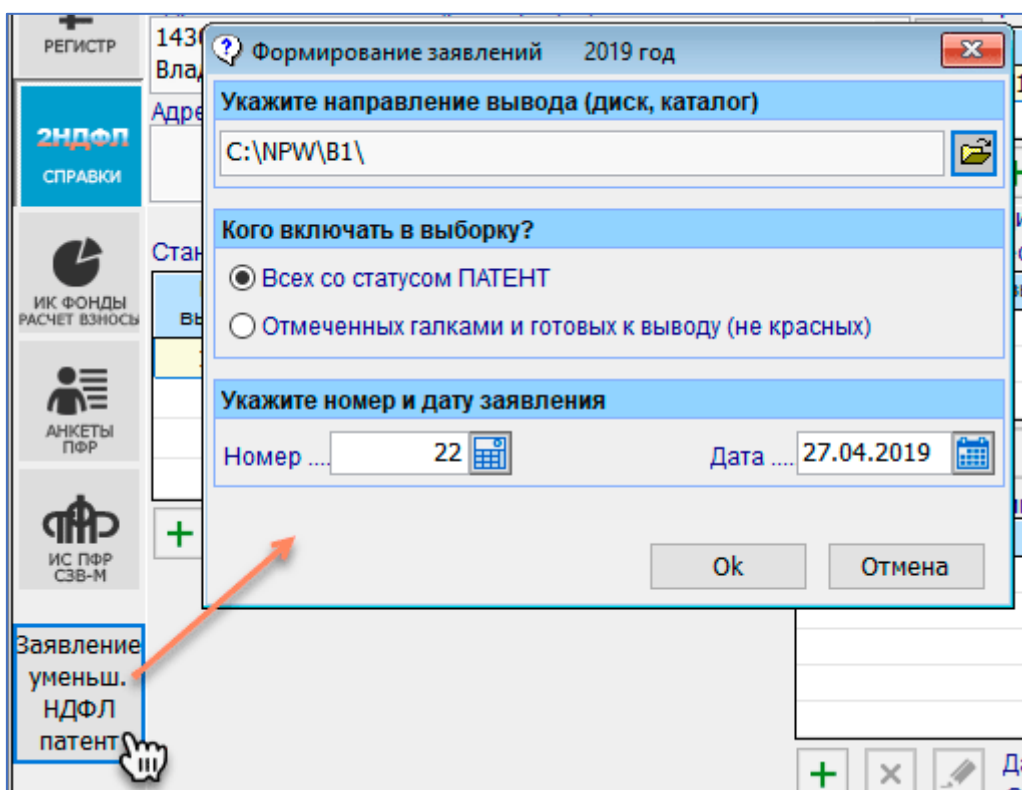 РЕГИСТР
2НДФЛ
СПРАВКИ
ИК ФОНДЫ
РАСЧЕТ ВЗНОСЫ
АНКЕТЫ
ПФР
ИС ПФР
СЗВ-М
Заявление
уменьш.
НДФЛ
патент
Формирование заявлений 2019 год
Укажите направление вывода (диск, каталог)
C:\NPW\B1\
Кого включать в выборку?
Всех со статусом ПАТЕНТ
Отмеченных галками и готовых к выводу (не красных)
Укажите номер и дату заявления
Номер .... 22 Дата .... 27.04.2019
Ok Отмена